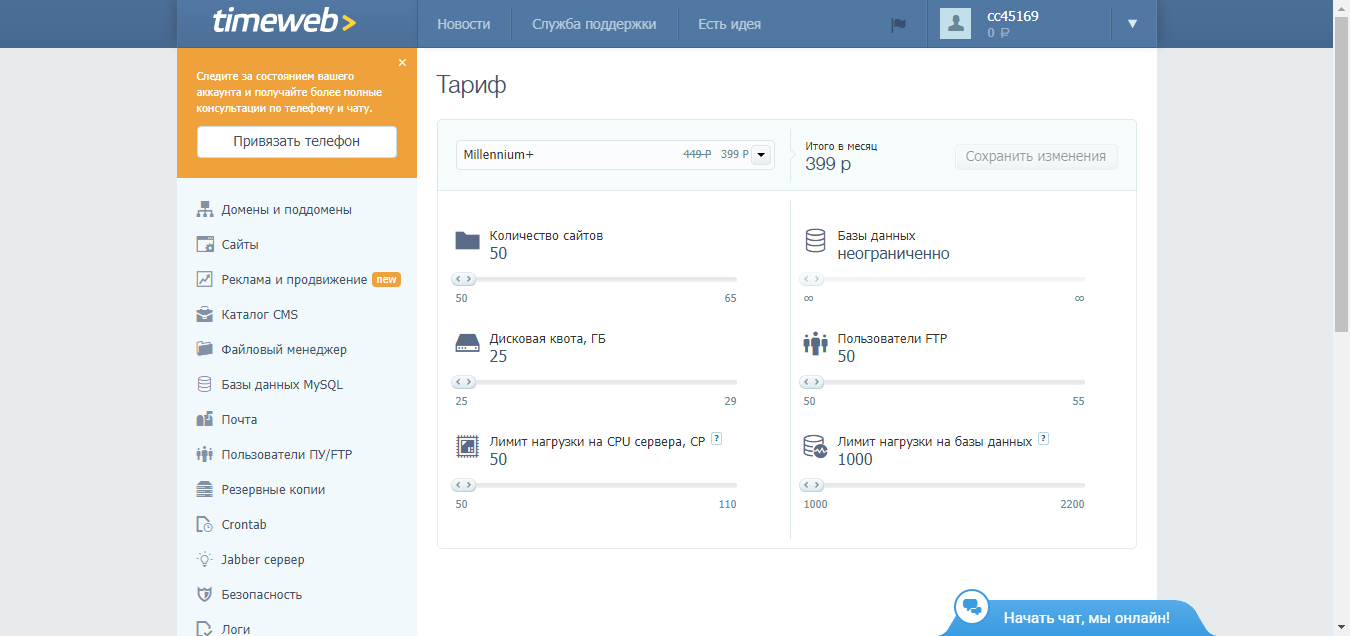 timeweb>
Новости
Служба поддержки
Есть идея
cc45169
0 ₽
▼
×
Следите за состоянием вашего
аккаунта и получайте более полные
консультации по телефону и чату.
Привязать телефон
Домены и поддомены
Сайты
Реклама и продвижение new
Каталог CMS
Файловый менеджер
Базы данных MySQL
Почта
Пользователи ПУ/FTP
Резервные копии
Crontab
Jabber сервер
Безопасность
Логи
Тариф
Millennium+ 449 Р 399 Р
Итого в месяц
399 р
Сохранить изменения
Количество сайтов
50
50 65
Базы данных
неограниченно
∞ ∞
Дисковая квота, ГБ
25
25 29
Пользователи FTP
50
50 55
Лимит нагрузки на CPU сервера, CP ?
50
50 110
Лимит нагрузки на базы данных ?
1000
1000 2200
Начать чат, мы онлайн!